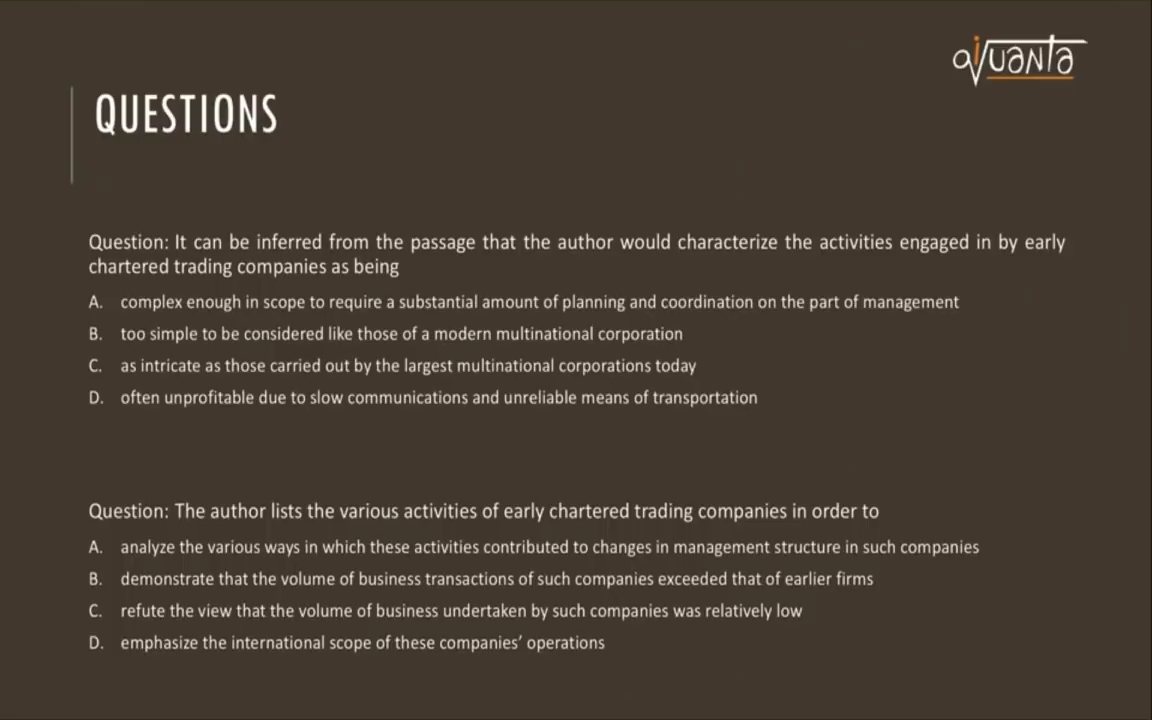 qVuanta
QUESTIONS
Question: It can be inferred from the passage that the author would characterize the activities engaged in by early
chartered trading companies as being
A. complex enough in scope to require a substantial amount of planning and coordination on the part of management
B. too simple to be considered like those of a modern multinational corporation
C. as intricate as those carried out by the largest multinational corporations today
D. often unprofitable due to slow communications and unreliable means of transportation
Question: The author lists the various activities of early chartered trading companies in order to
A. analyze the various ways in which these activities contributed to changes in management structure in such companies
B. demonstrate that the volume of business transactions of such companies exceeded that of earlier firms
C. refute the view that the volume of business undertaken by such companies was relatively low
D. emphasize the international scope of these companies’ operations